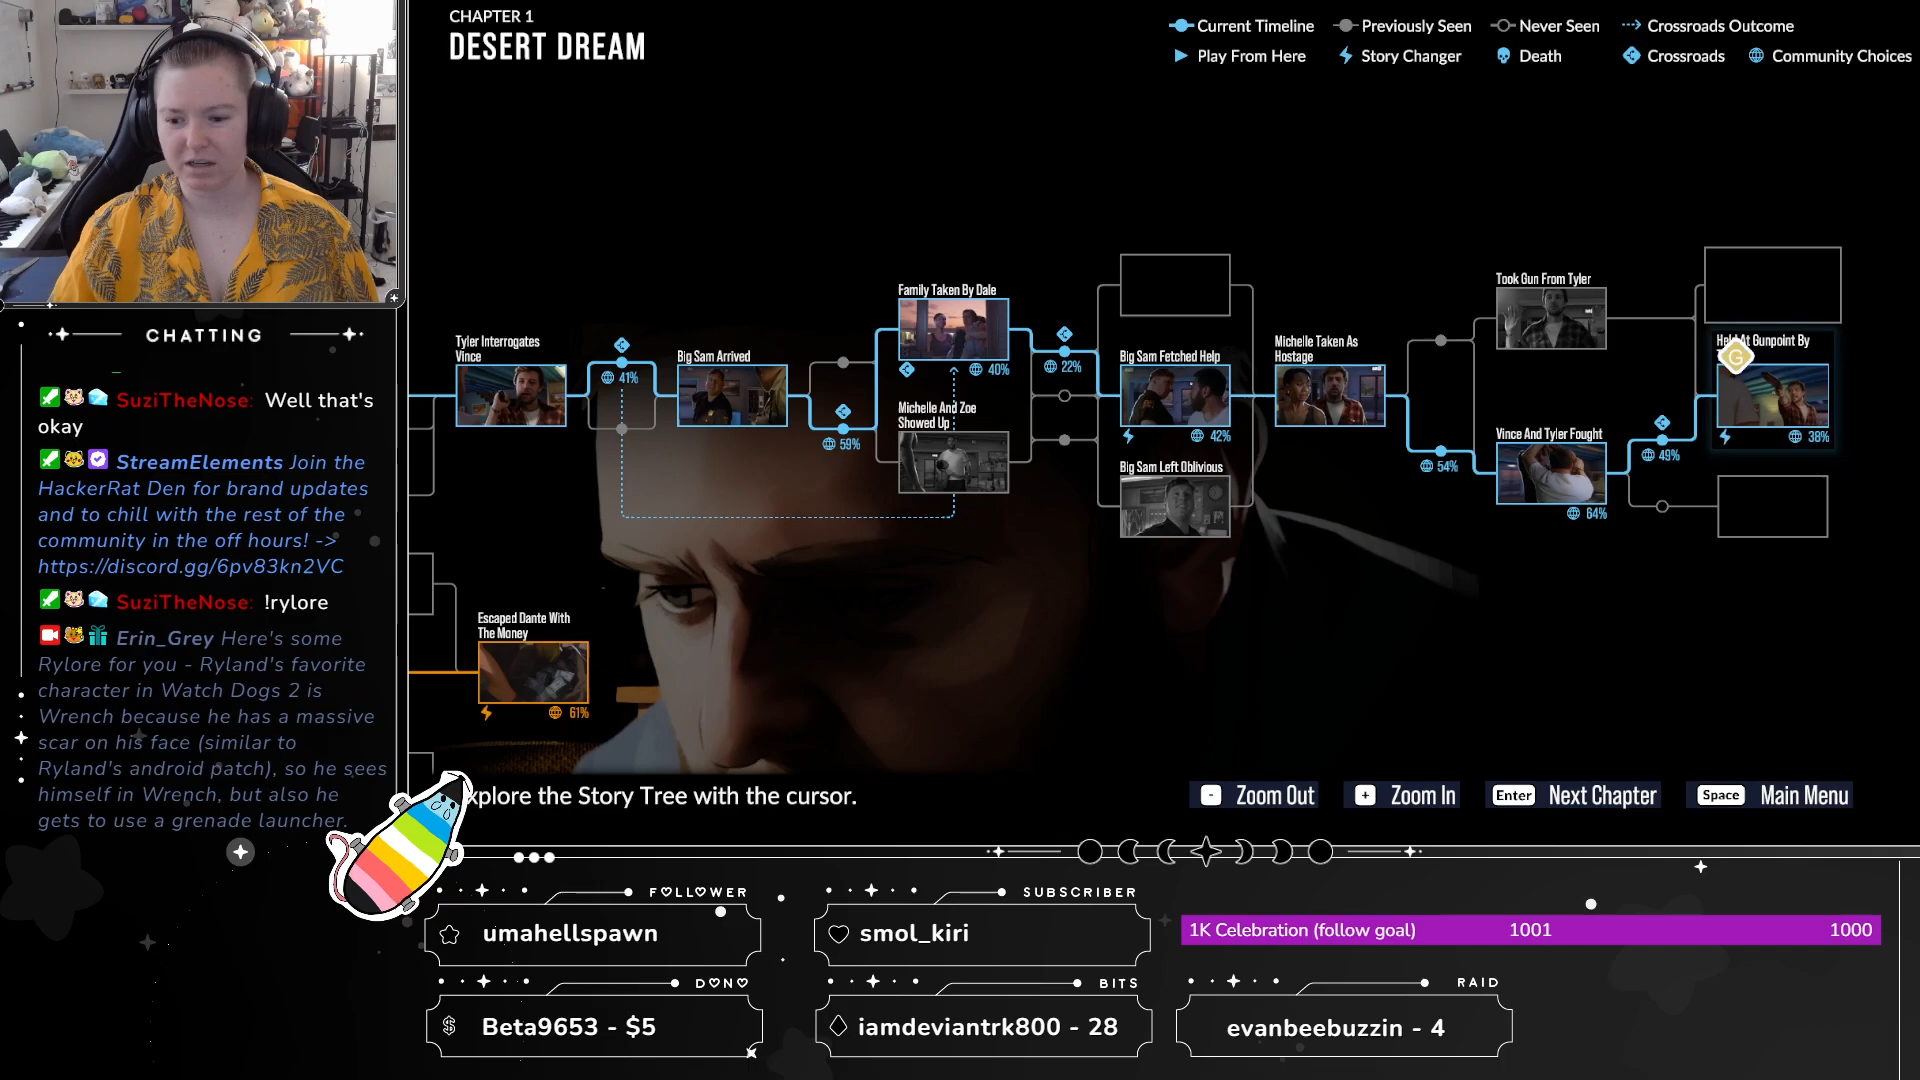 CHAPTER 1
DESERT DREAM
Current Timeline
Previously Seen
Never Seen
Crossroads Outcome
Play From Here
Story Changer
Death
Crossroads
Community Choices
Tyler Interrogates
Vince
41%
Big Sam Arrived
59%
Family Taken By Dale
40%
Michelle And Zoe
Showed Up
22%
Big Sam Fetched Help
42%
Big Sam Left Oblivious
Michelle Taken As
Hostage
54%
Took Gun From Tyler
Vince And Tyler Fought
64%
49%
Held At Gunpoint By
G
38%
Escaped Dante With
The Money
61%
CHATTING
SuziTheNose: Well that's
okay
StreamElements Join the
HackerRat Den for brand updates
and to chill with the rest of the
community in the off hours! ->
https://discord.gg/6pv83kn2VC
SuziTheNose: !rylore
Erin_Grey Here's some
Rylore for you - Ryland's favorite
character in Watch Dogs 2 is
Wrench because he has a massive
scar on his face (similar to
Ryland's android patch), so he sees
himself in Wrench, but also he
gets to use a grenade launcher.
xplore the Story Tree with the cursor.
- Zoom Out
+ Zoom In
Enter Next Chapter
Space Main Menu
FOLLOWER
umahellspawn
SUBSCRIBER
smol_kiri
1K Celebration (follow goal) 1001 1000
DONO
Beta9653 - $5
BITS
iamdeviantrk800 - 28
RAID
evanbeebuzzin - 4